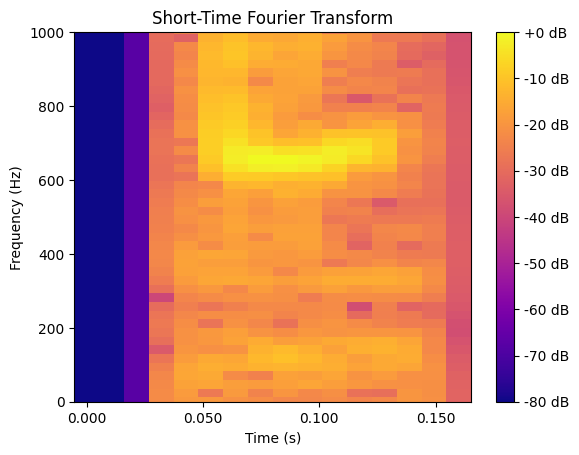 Short-Time Fourier Transform
1000
800
600
400
200
0
Frequency (Hz)
0.000
0.050
0.100
0.150
Time (s)
+0 dB
-10 dB
-20 dB
-30 dB
-40 dB
-50 dB
-60 dB
-70 dB
-80 dB